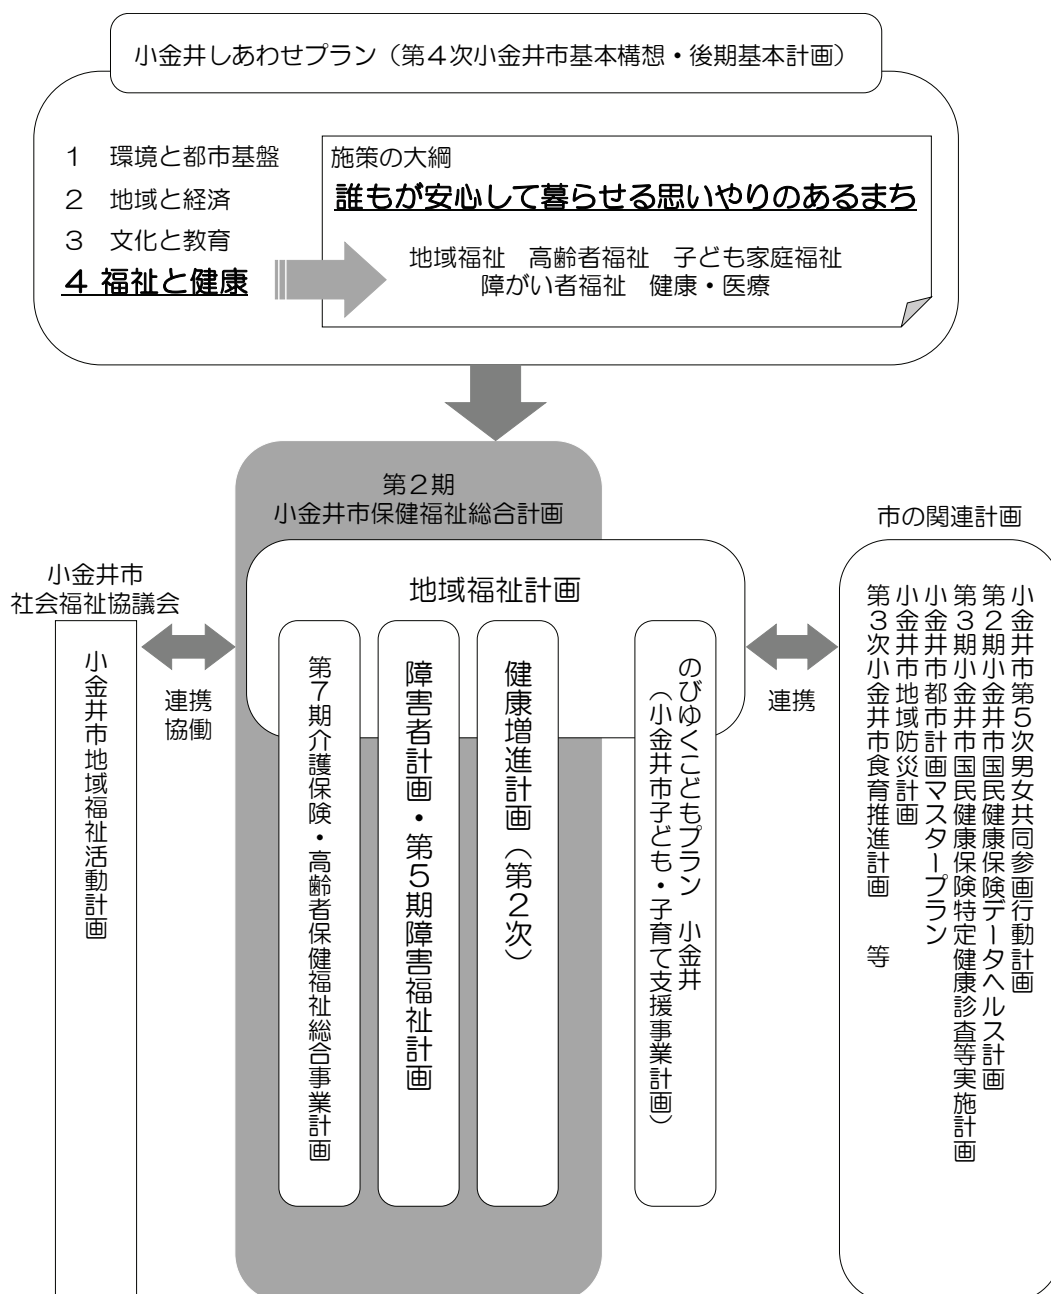 小金井しあわせプラン（第４次小金井市基本構想・後期基本計画）
１　環境と都市基盤
２　地域と経済
３　文化と教育
４ 福祉と健康
施策の大綱
誰もが安心して暮らせる思いやりのあるまち
地域福祉　高齢者福祉　子ども家庭福祉
障がい者福祉　健康・医療
第２期
小金井市保健福祉総合計画
地域福祉計画
小金井市
社会福祉協議会
小金井市地域福祉活動計画
連携
協働
第７期介護保険・高齢者保健福祉総合事業計画
障害者計画・第５期障害福祉計画
健康増進計画（第２次）
のびゆくこどもプラン　小金井
（小金井市子ども・子育て支援事業計画）
連携
市の関連計画
小金井市第５次男女共同参画行動計画
第２期小金井市国民健康保険データヘルス計画
第３期小金井市国民健康保険特定健康診査等実施計画
小金井市都市計画マスタープラン
小金井市地域防災計画
第３次小金井市食育推進計画　等